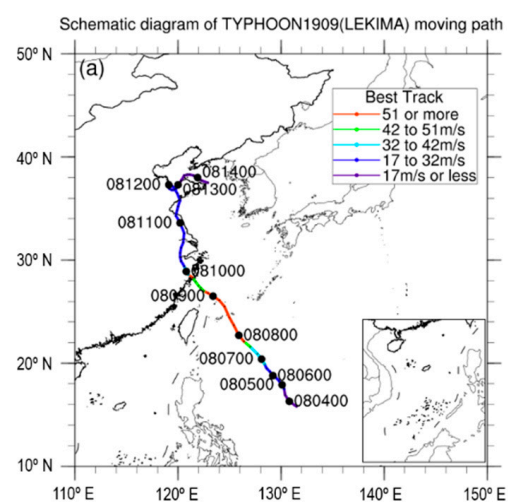 Schematic diagram of TYPHOON1909(LEKIMA) moving path
50° N
(a)
Best Track
51 or more
42 to 51m/s
32 to 42m/s
17 to 32m/s
17m/s or less
40° N
081400
081200
081300
081100
30° N
081000
080900
080800
080700
20° N
080600
080500
080400
10° N
110° E
120° E
130° E
140° E
150° E